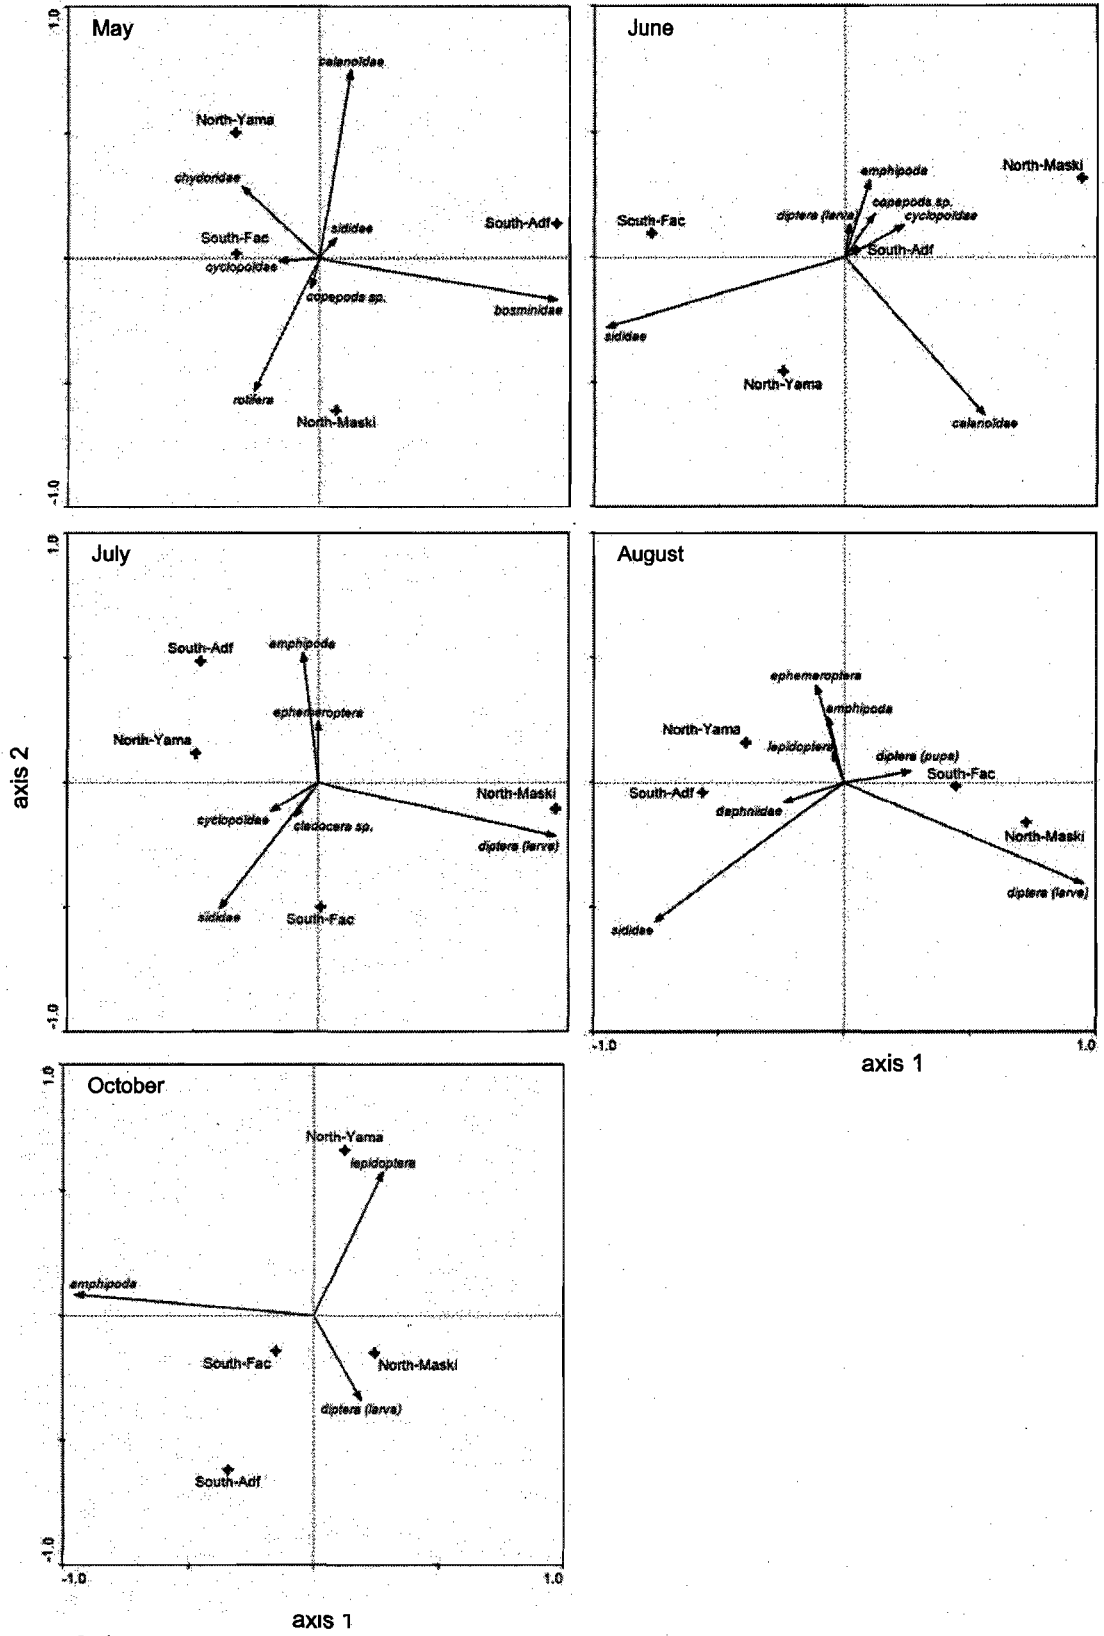 May
1.0
calanoidae
North-Yama
chydoridae
sididae
South-Adf
South-Fac
cyclopoidae
copepods sp.
bosminidae
rotifera
North-Maski
-1.0
June
amphipoda
North-Maski
copepods sp.
diptera (larva)
cyclopoidae
South-Fac
South-Adf
sididae
North-Yama
calanoidae
July
1.0
South-Adf
amphipoda
ephemeroptera
North-Yama
North-Maski
cyclopoidae
cladocera sp.
diptera (larva)
sididae
South-Fac
-1.0
axis 2
August
ephemeroptera
amphipoda
North-Yama
lepidoptera
diptera (pupa)
South-Fac
South-Adf
daphniidae
North-Maski
diptera (larva)
sididae
-1.0
1.0
axis 1
October
1.0
North-Yama
lepidoptera
amphipoda
South-Fac
North-Maski
diptera (larva)
South-Adf
-1.0
-1.0
1.0
axis 1